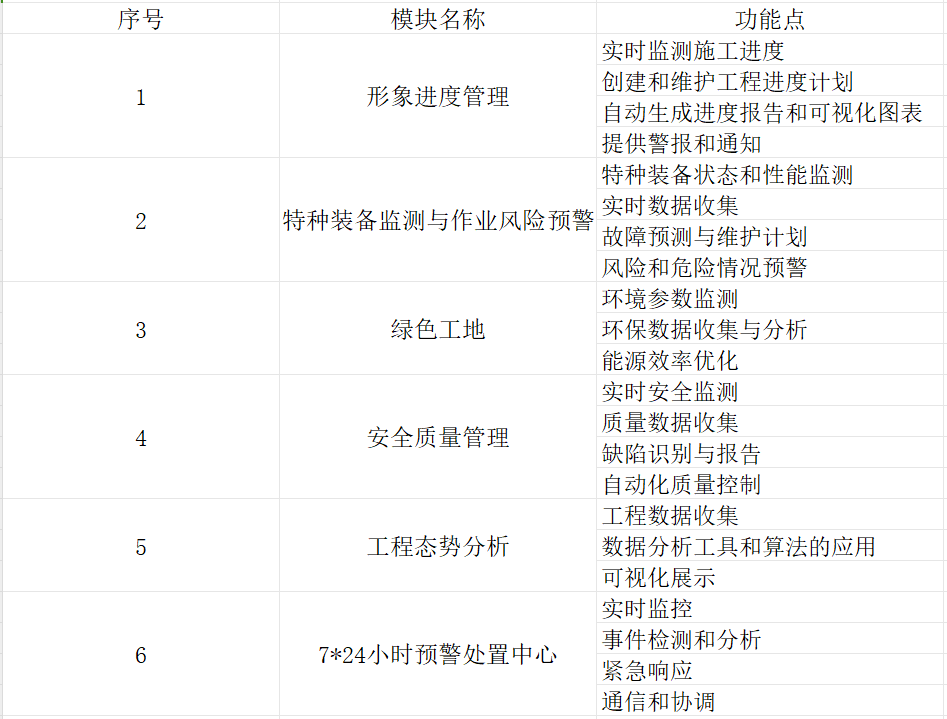 序号 模块名称 功能点
1 形象进度管理 实时监测施工进度
创建和维护工程进度计划
自动生成进度报告和可视化图表
提供警报和通知
2 特种装备监测与作业风险预警 特种装备状态和性能监测
实时数据收集
故障预测与维护计划
风险和危险情况预警
3 绿色工地 环境参数监测
环保数据收集与分析
能源效率优化
4 安全质量管理 实时安全监测
质量数据收集
缺陷识别与报告
自动化质量控制
5 工程态势分析 工程数据收集
数据分析工具和算法的应用
可视化展示
6 7*24小时预警处置中心 实时监控
事件检测和分析
紧急响应
通信和协调